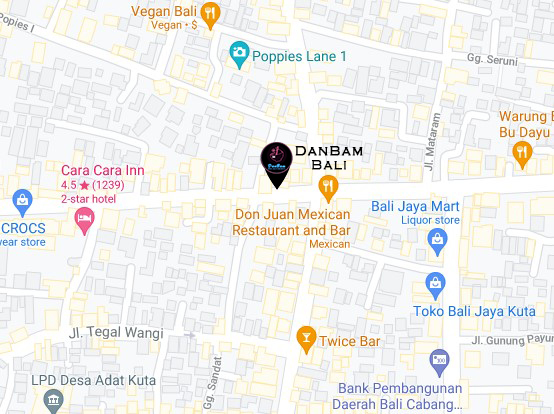 Vegan Bali
Vegan • $
Poppies I
Poppies Lane 1
Gg. Seruni
Warung
Bu Dayu
Jl. Mataram
DanBam
Bali
Cara Cara Inn
4.5 ★ (1239)
2-star hotel
CROCS
wear store
Don Juan Mexican
Restaurant and Bar
Mexican
Bali Jaya Mart
Liquor store
Toko Bali Jaya Kuta
Jl. Tegal Wangi
Twice Bar
Jl. Gunung Payun
Gg. Sandat
LPD Desa Adat Kuta
Bank Pembangunan
Daerah Bali Cabang...